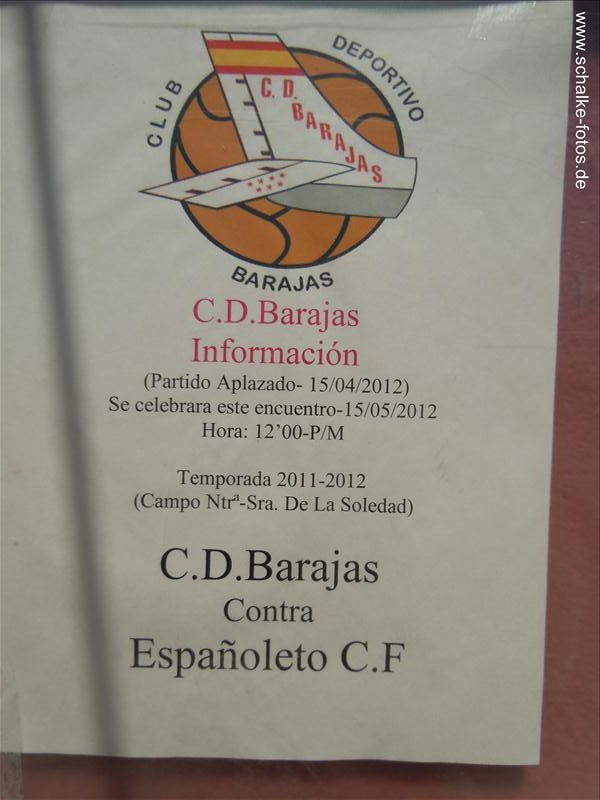 www.schalke-fotos.de
CLUB DEPORTIVO
C. D.
BARAJAS
BARAJAS
C.D.Barajas
Información
(Partido Aplazado- 15/04/2012)
Se celebrara este encuentro-15/05/2012
Hora: 12’00-P/M
Temporada 2011-2012
(Campo Ntrª-Sra. De La Soledad)
C.D.Barajas
Contra
Españoleto C.F